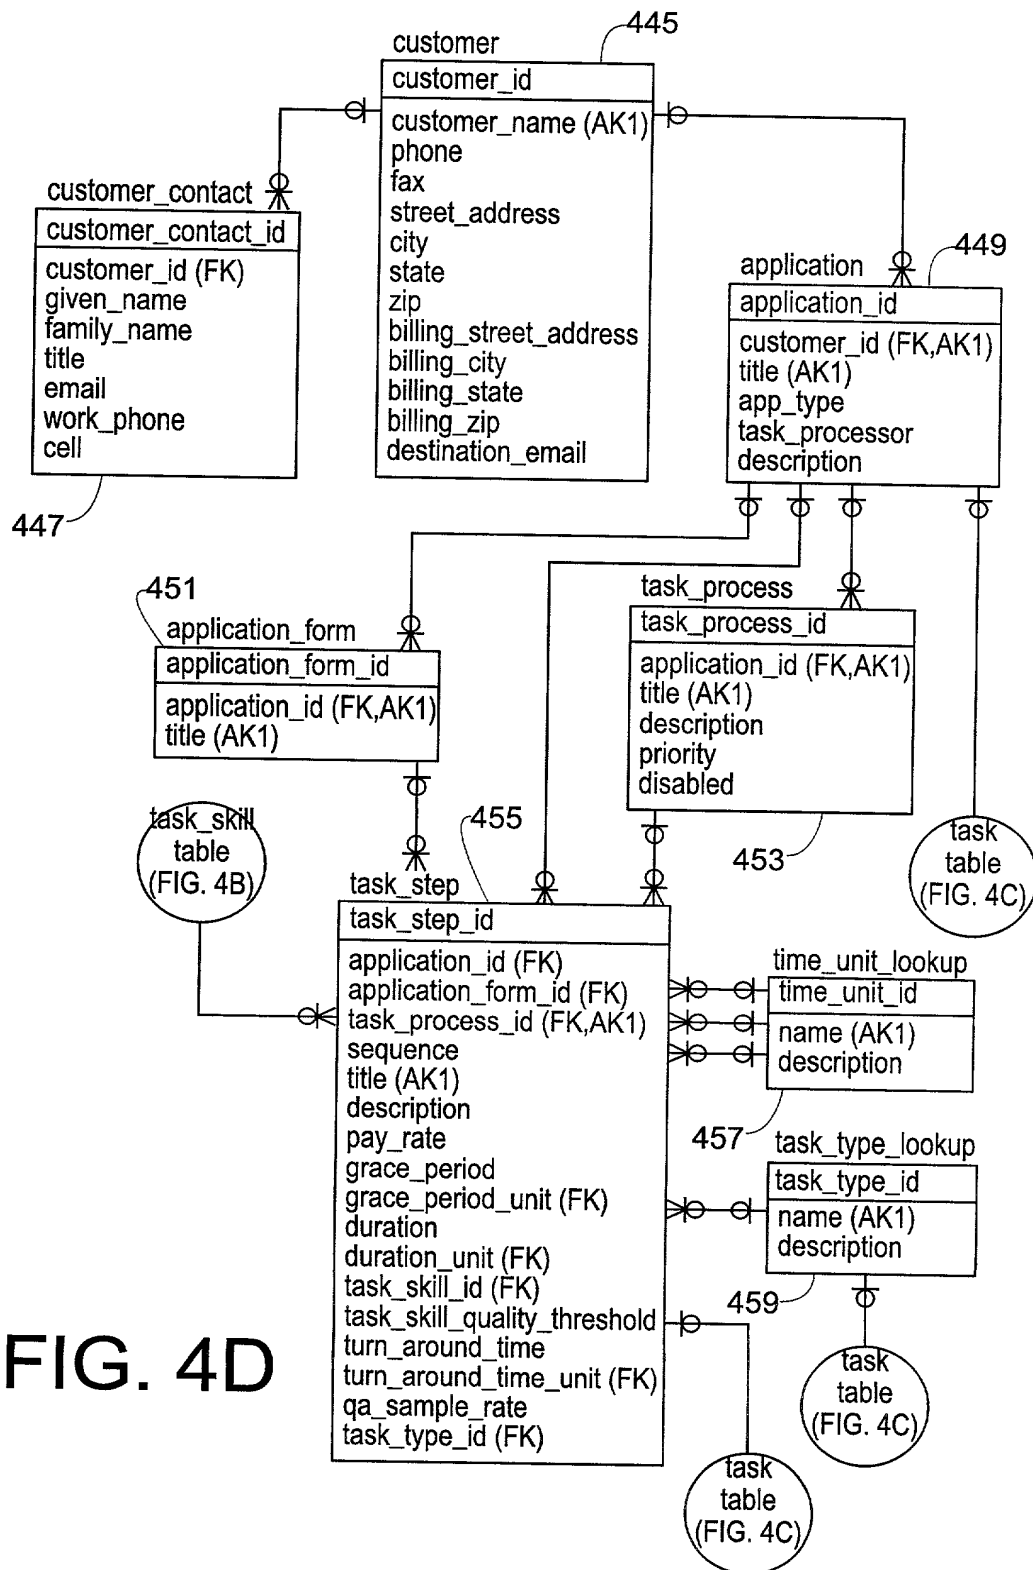 445
customer
customer_id
customer_name (AK1)
phone
fax
street_address
city
state
zip
billing_street_address
billing_city
billing_state
billing_zip
destination_email
customer_contact
customer_contact_id
customer_id (FK)
given_name
family_name
title
email
work_phone
cell
447
449
application
application_id
customer_id (FK,AK1)
title (AK1)
app_type
task_processor
description
451
application_form
application_form_id
application_id (FK,AK1)
title (AK1)
task_process
task_process_id
application_id (FK,AK1)
title (AK1)
description
priority
disabled
453
task
table
(FIG. 4C)
task_skill
table
(FIG. 4B)
455
task_step
task_step_id
application_id (FK)
application_form_id (FK)
task_process_id (FK,AK1)
sequence
title (AK1)
description
pay_rate
grace_period
grace_period_unit (FK)
duration
duration_unit (FK)
task_skill_id (FK)
task_skill_quality_threshold
turn_around_time
turn_around_time_unit (FK)
qa_sample_rate
task_type_id (FK)
time_unit_lookup
time_unit_id
name (AK1)
description
457
task_type_lookup
task_type_id
name (AK1)
description
459
task
table
(FIG. 4C)
task
table
(FIG. 4C)
FIG. 4D